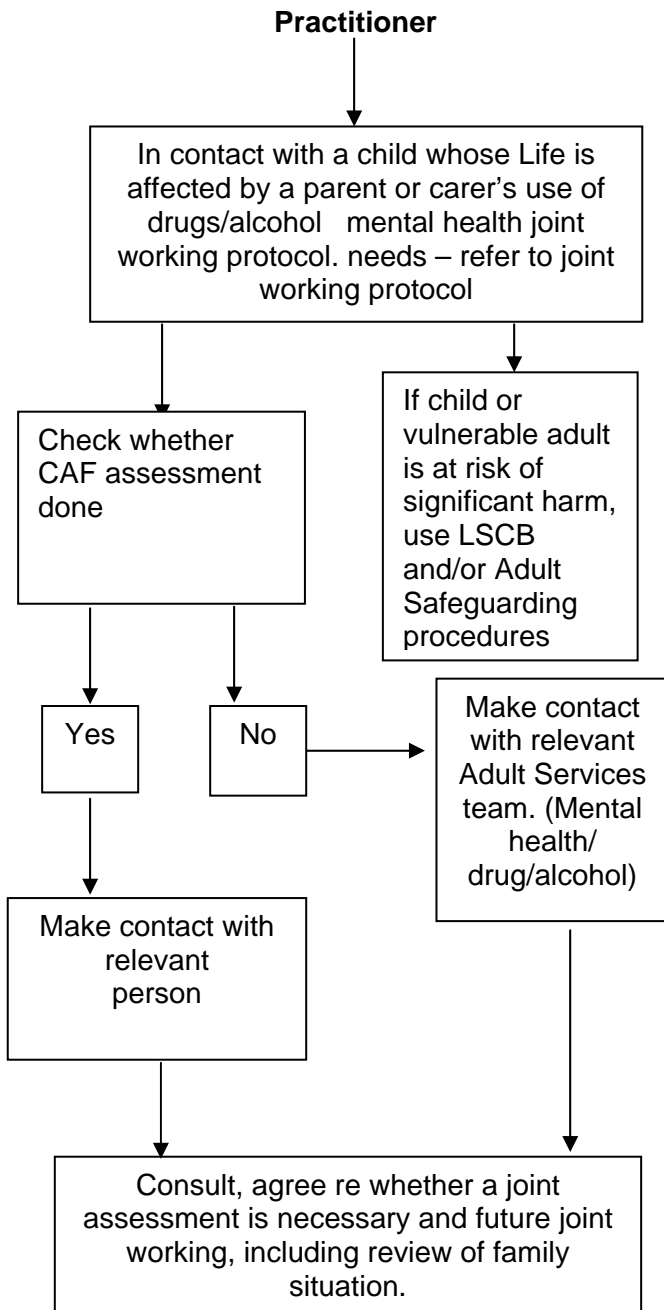 Practitioner
In contact with a child whose Life is
affected by a parent or carer's use of
drugs/alcohol   mental health joint
working protocol. needs – refer to joint
working protocol
Check whether
CAF assessment
done
If child or
vulnerable adult
is at risk of
significant harm,
use LSCB
and/or Adult
Safeguarding
procedures
Yes
No
Make contact
with relevant
Adult Services
team. (Mental
health/
drug/alcohol)
Make contact with
relevant
person
Consult, agree re whether a joint
assessment is necessary and future joint
working, including review of family
situation.